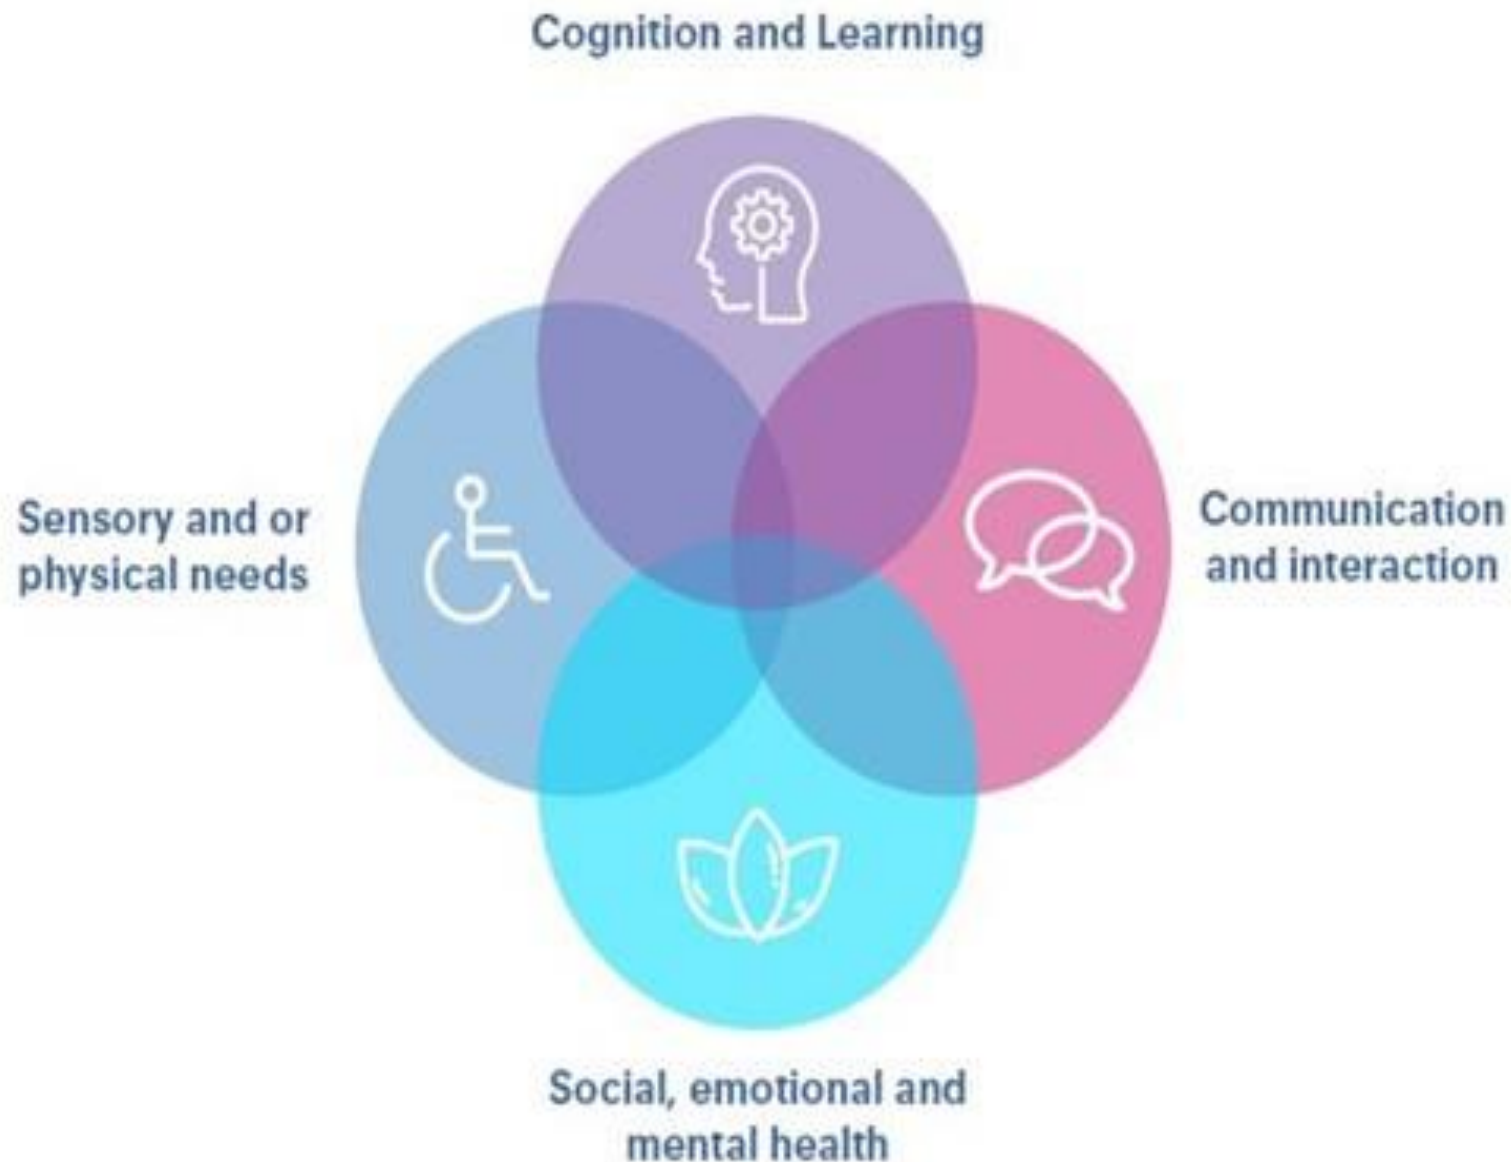 Cognition and Learning
Sensory and or
physical needs
Communication
and interaction
Social, emotional and
mental health